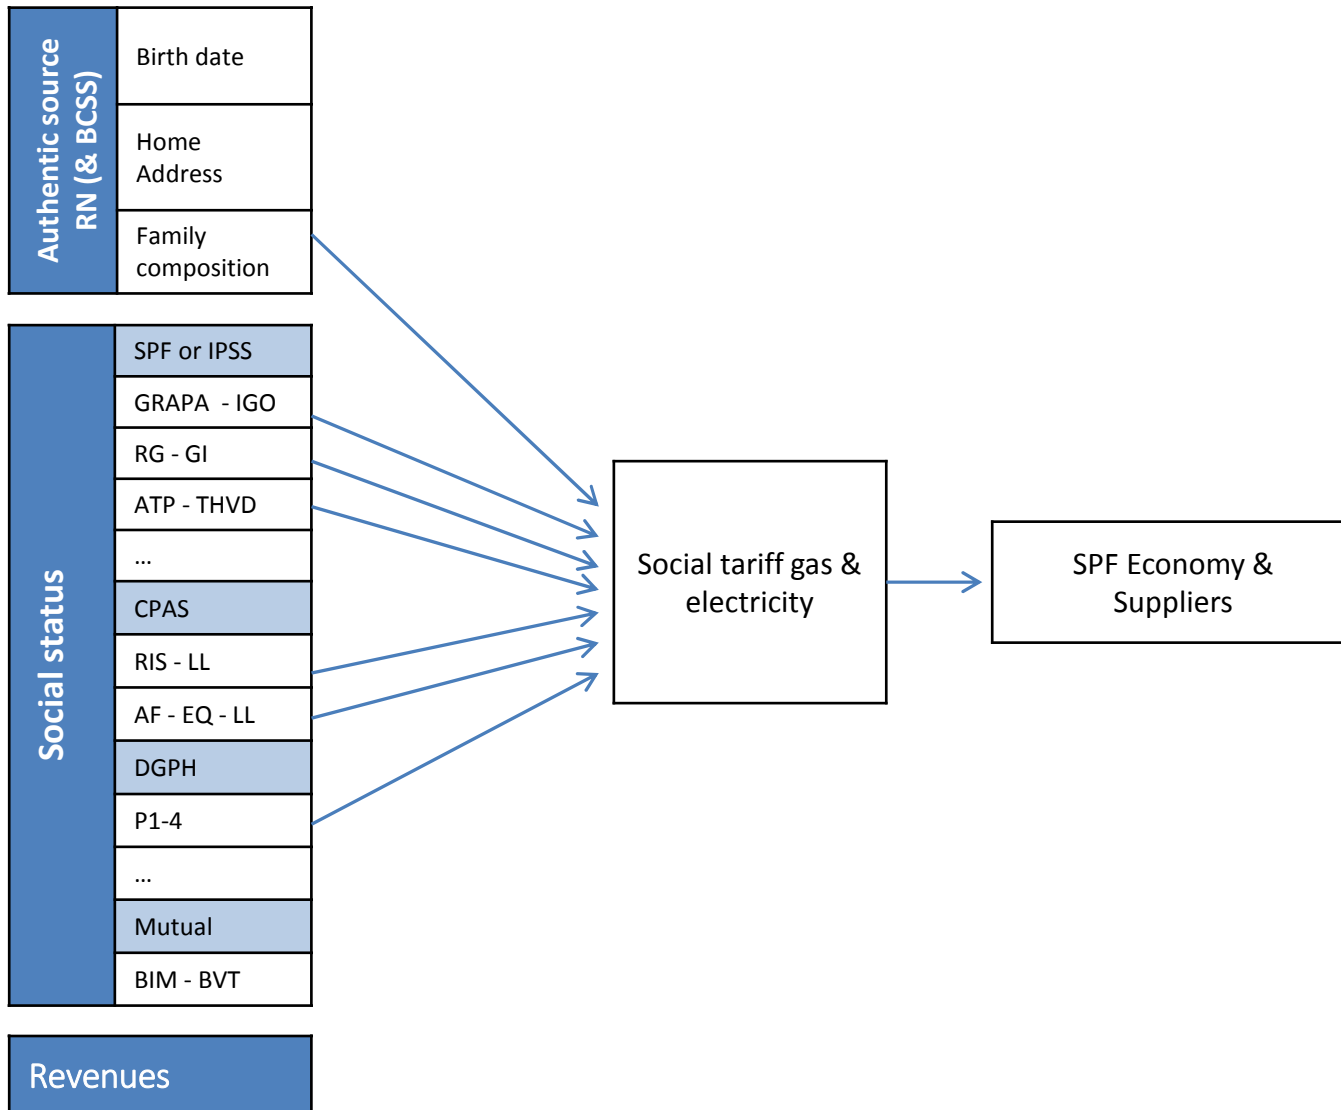 Authentic source
RN (& BCSS)
Birth date
Home
Address
Family
composition
Social status
SPF or IPSS
GRAPA - IGO
RG - GI
ATP - THVD
...
CPAS
RIS - LL
AF - EQ - LL
DGPH
P1-4
...
Mutual
BIM - BVT
Revenues
Social tariff gas &
electricity
SPF Economy &
Suppliers